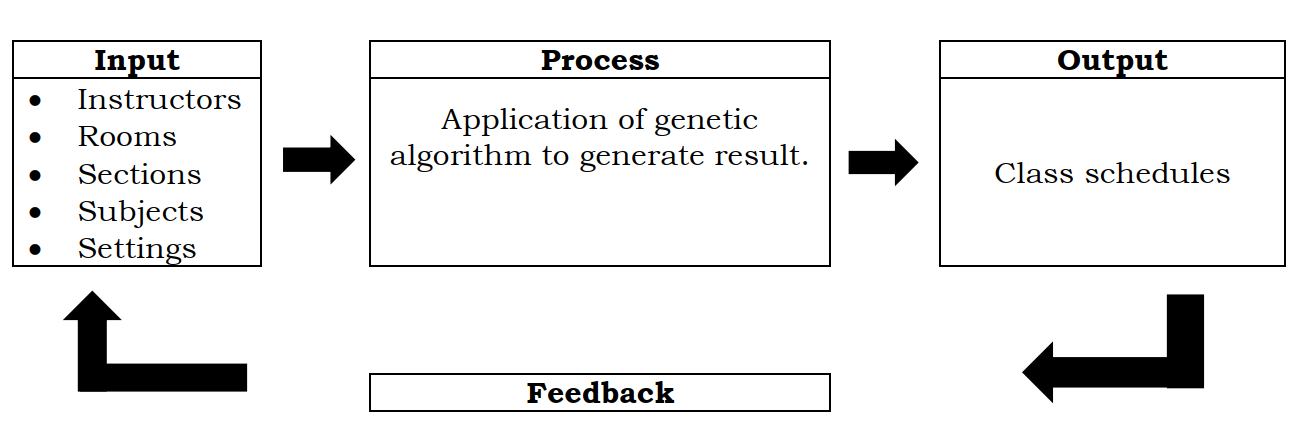 Input
• Instructors
• Rooms
• Sections
• Subjects
• Settings
Process
Application of genetic
algorithm to generate result.
Output
Class schedules
Feedback